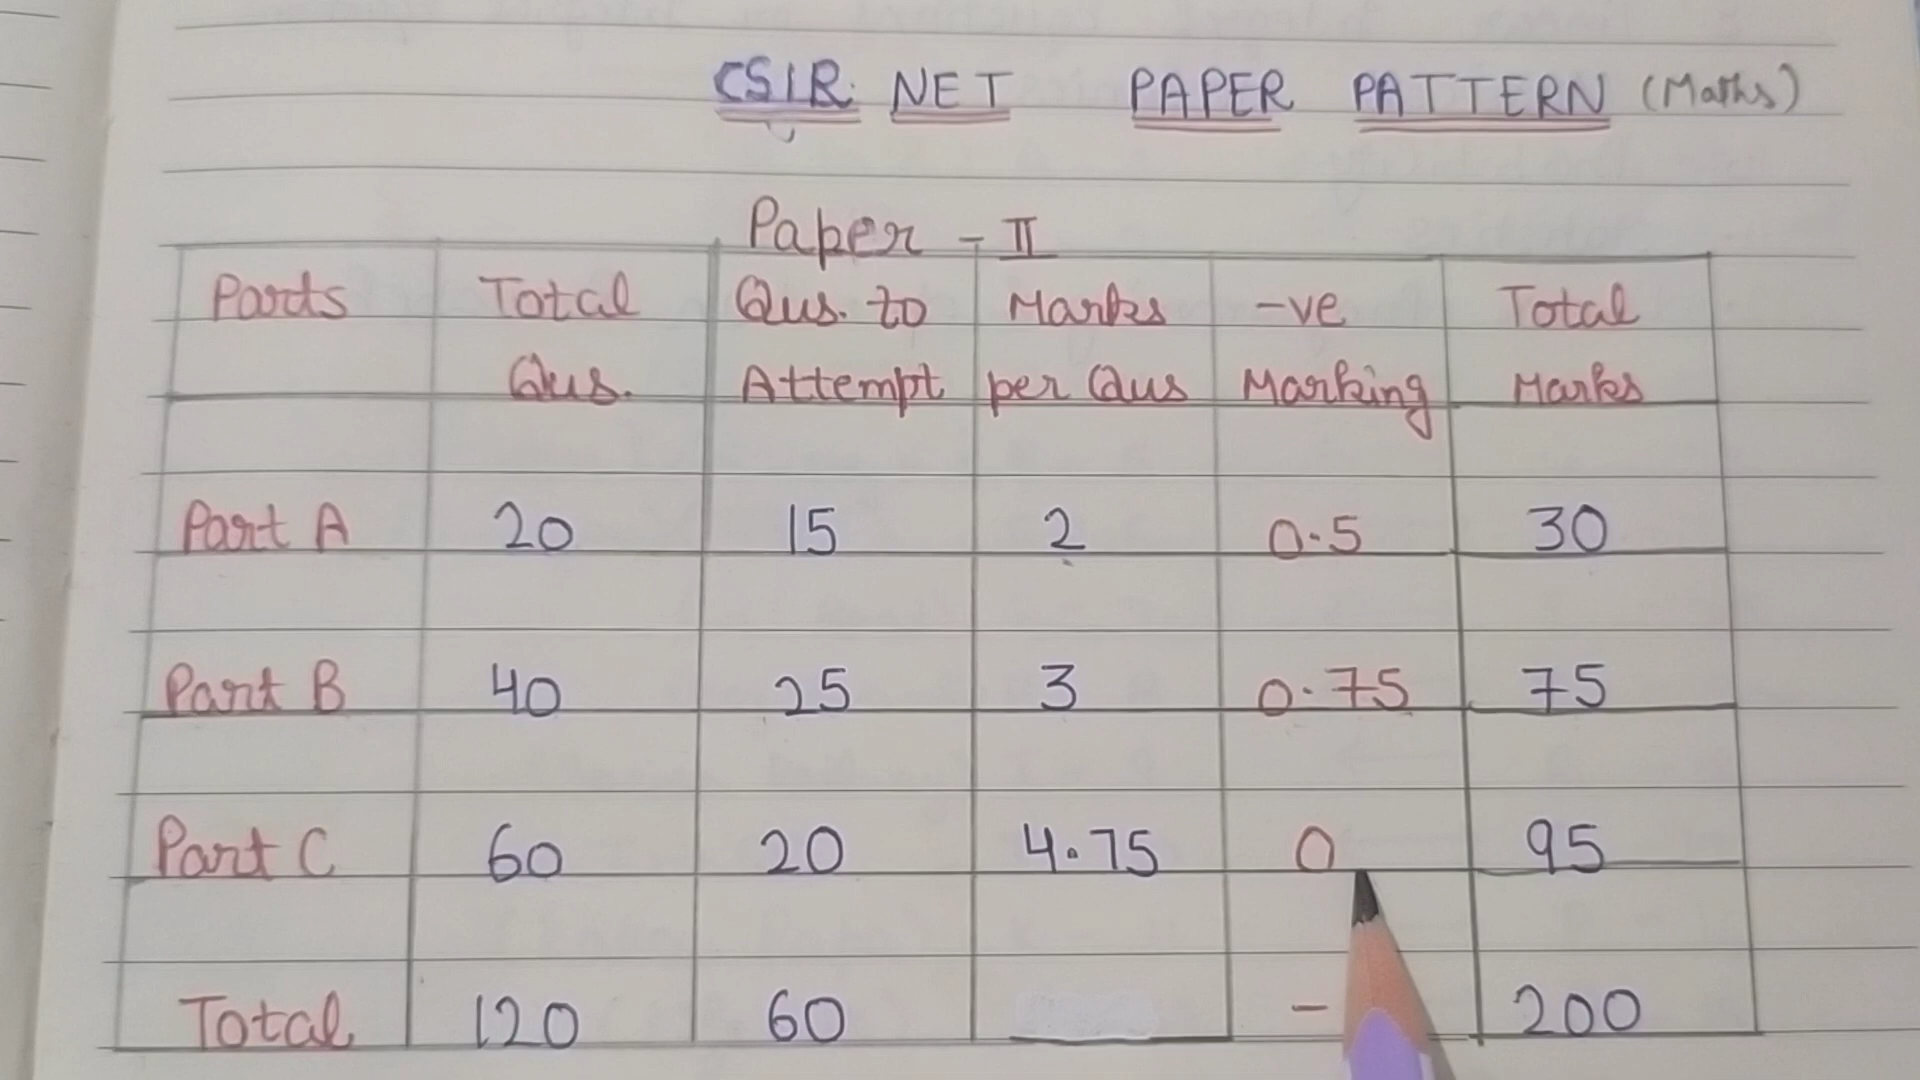 CSIR NET PAPER PATTERN (Maths)
Paper - II
Parts Total Qus. to Marks -ve Total
Qus. Attempt per Qus Marking Marks
Part A 20 15 2 0.5 30
Part B 40 25 3 0.75 75
Part C 60 20 4.75 0 95
Total 120 60 - 200